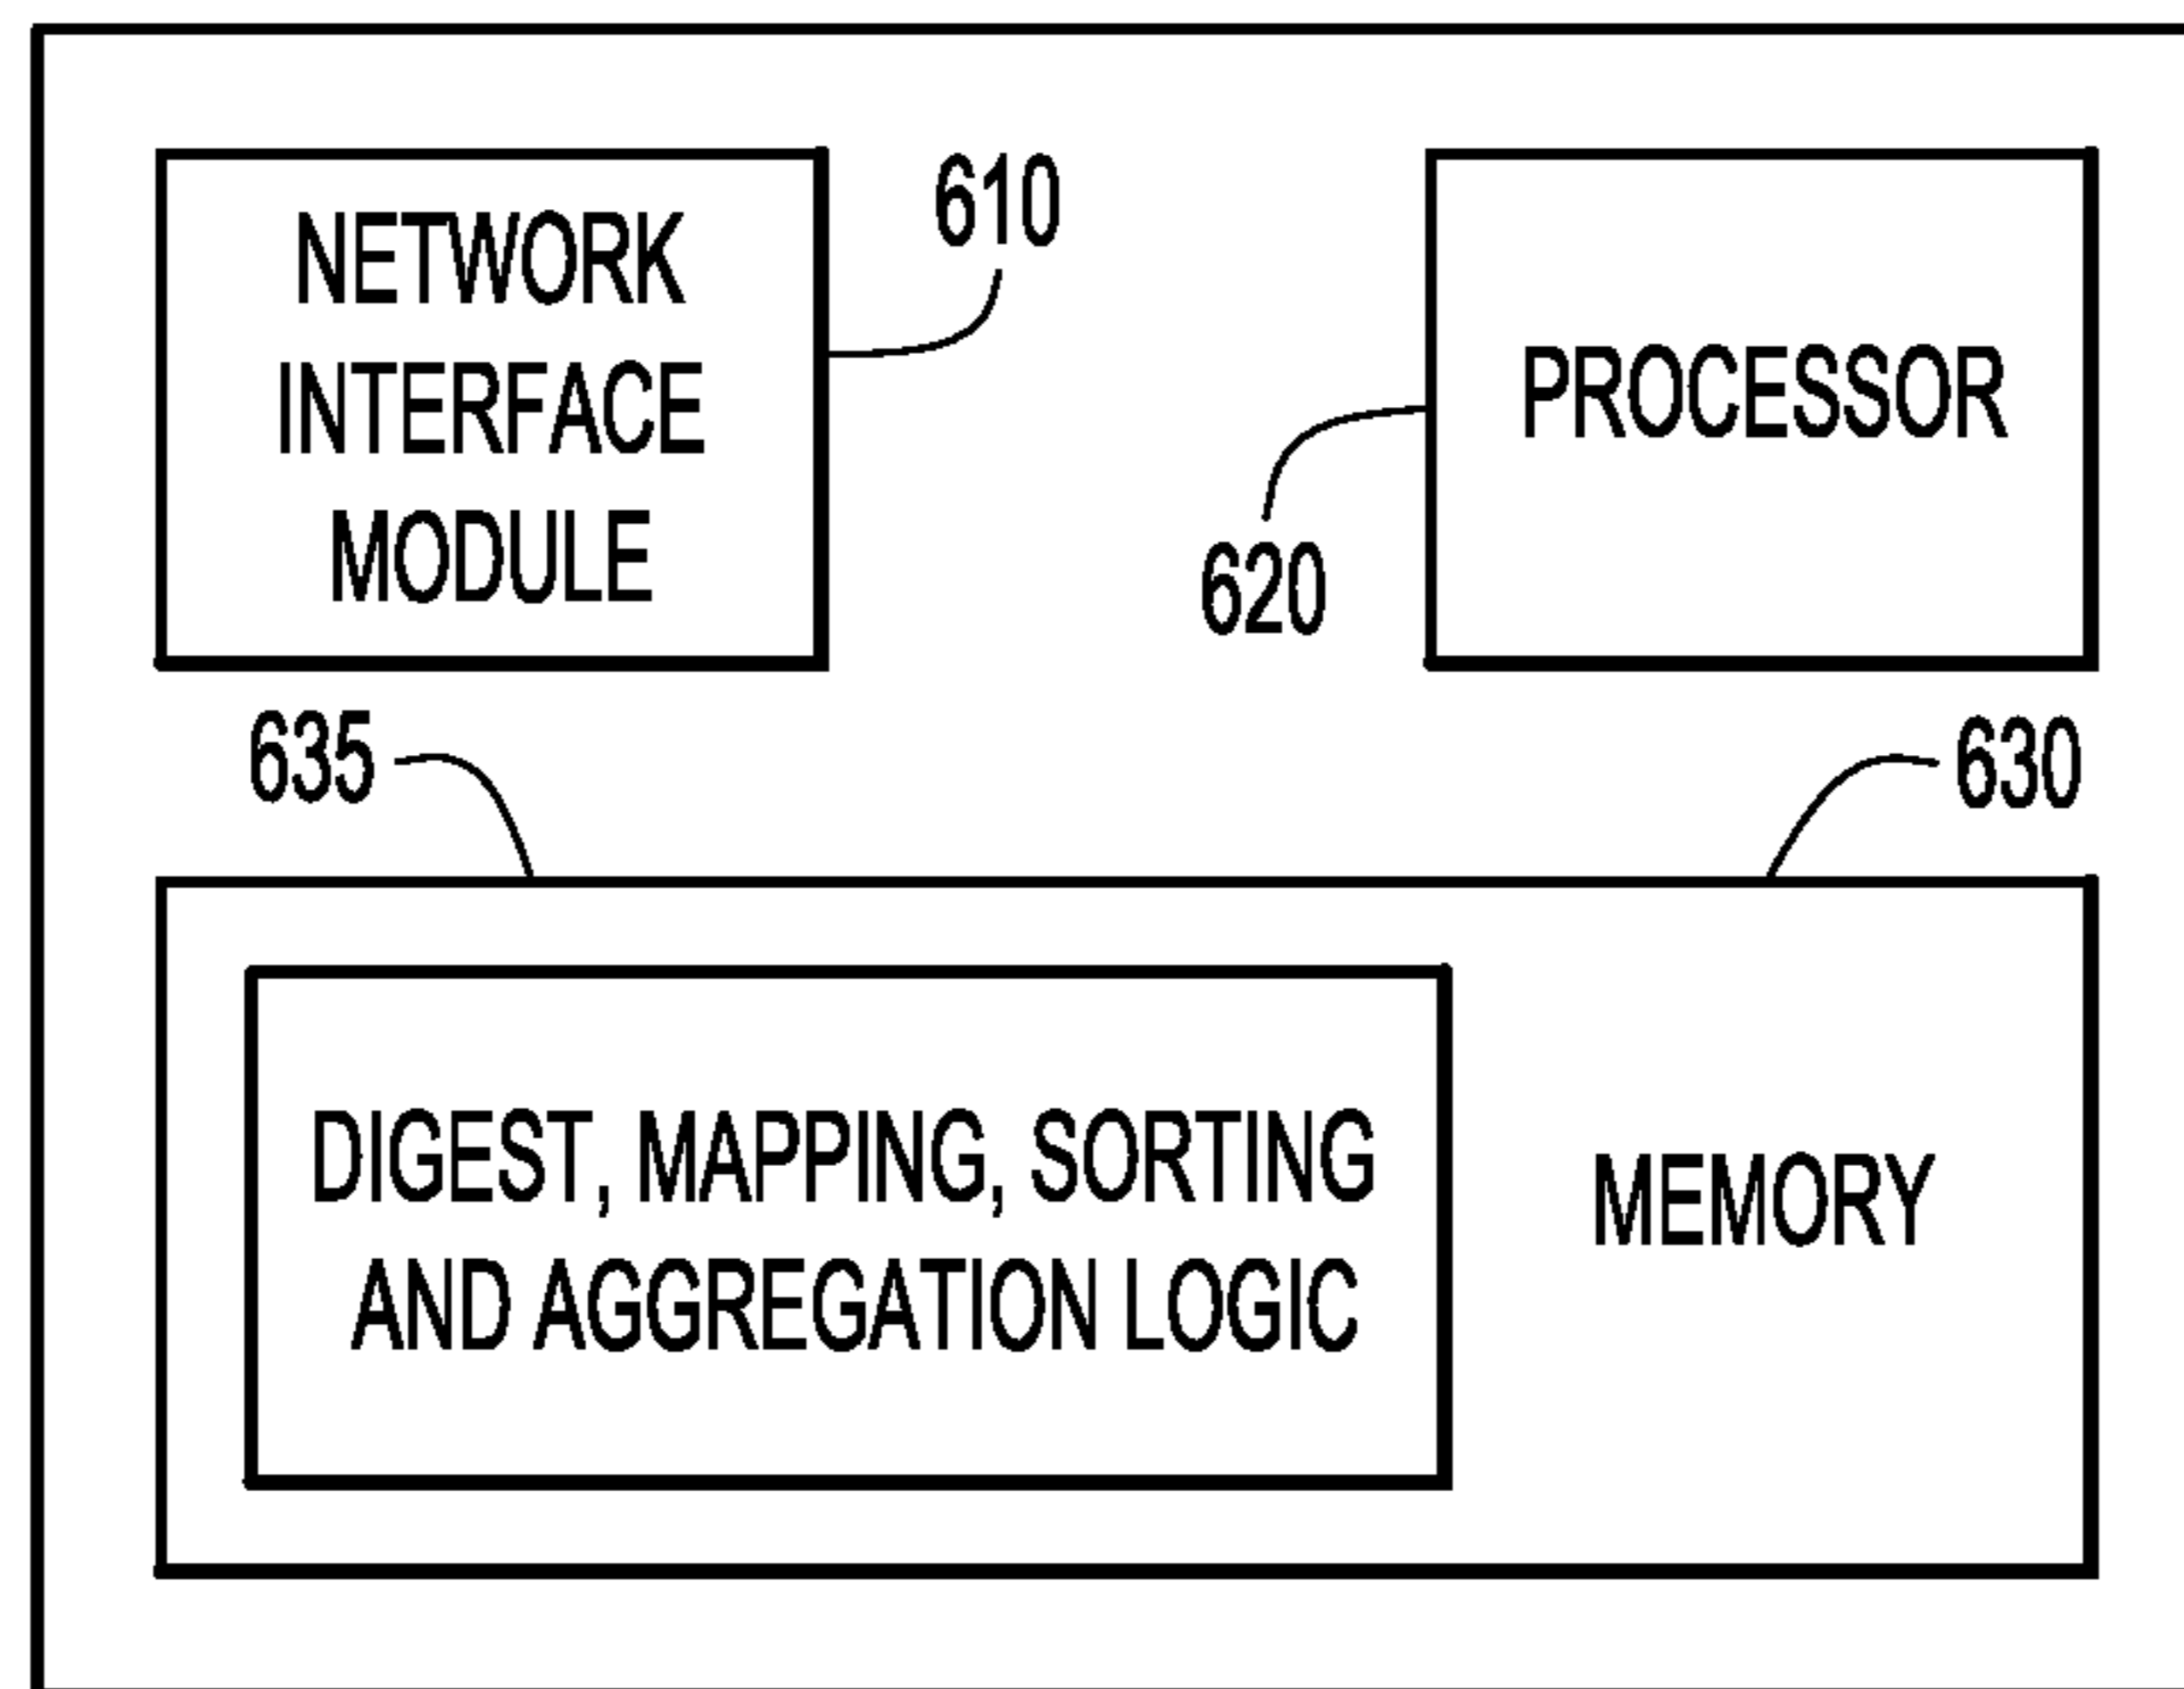 NETWORK
INTERFACE
MODULE
610
PROCESSOR
620
635
630
DIGEST, MAPPING, SORTING
AND AGGREGATION LOGIC
MEMORY